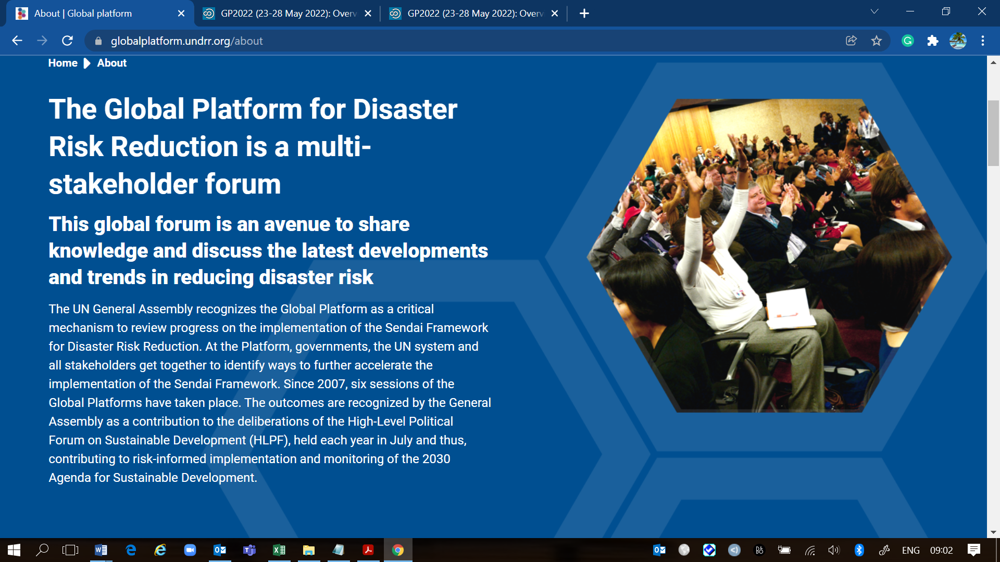 About | Global platform
GP2022 (23-28 May 2022): Overv
GP2022 (23-28 May 2022): Overv
globalplatform.undrr.org/about
Home About
The Global Platform for Disaster
Risk Reduction is a multi-
stakeholder forum
This global forum is an avenue to share
knowledge and discuss the latest developments
and trends in reducing disaster risk
The UN General Assembly recognizes the Global Platform as a critical
mechanism to review progress on the implementation of the Sendai Framework
for Disaster Risk Reduction. At the Platform, governments, the UN system and
all stakeholders get together to identify ways to further accelerate the
implementation of the Sendai Framework. Since 2007, six sessions of the
Global Platforms have taken place. The outcomes are recognized by the General
Assembly as a contribution to the deliberations of the High-Level Political
Forum on Sustainable Development (HLPF), held each year in July and thus,
contributing to risk-informed implementation and monitoring of the 2030
Agenda for Sustainable Development.
ENG 09:02